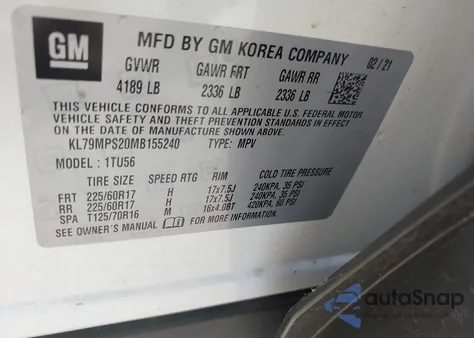 GM
MFD BY GM KOREA COMPANY 02/21
GVWR GAWR FRT GAWR RR
4189 LB 2336 LB 2336 LB
THIS VEHICLE CONFORMS TO ALL APPLICABLE U.S. FEDERAL MOTOR
VEHICLE SAFETY AND THEFT PREVENTION STANDARDS IN EFFECT ON THE
DATE OF MANUFACTURE SHOWN ABOVE.
KL79MPS20MB155240 TYPE: MPV
MODEL: 1TU56
TIRE SIZE SPEED RTG RIM COLD TIRE PRESSURE
FRT 225/60R17 H 17x7.5J 240KPA, 35 PSI
RR 225/60R17 H 17x7.5J 240KPA, 35 PSI
SPA T125/70R16 M 16x4.0BT 420KPA, 60 PSI
SEE OWNER'S MANUAL FOR MORE INFORMATION.
autoSnap